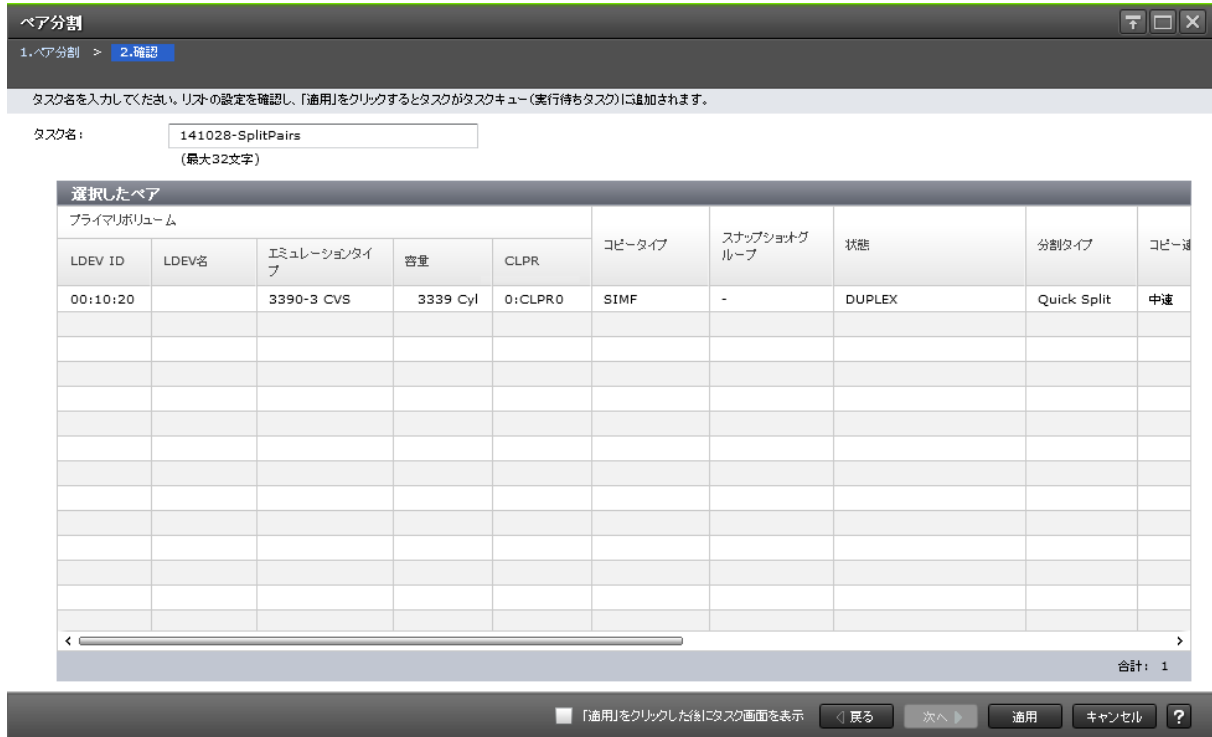 ペア分割
1.ペア分割 > 2.確認
タスク名を入力してください。リストの設定を確認し、「適用」をクリックするとタスクがタスクキュー(実行待ちタスク)に追加されます。
タスク名: 141028-SplitPairs
(最大32文字)
選択したペア
プライマリボリューム
コピータイプ スナップショットグループ 状態 分割タイプ コピー速
LDEV ID LDEV名 エミュレーションタイプ 容量 CLPR
00:10:20 3390-3 CVS 3339 Cyl 0:CLPR0 SIMF - DUPLEX Quick Split 中速
合計: 1
「適用」をクリックした後にタスク画面を表示 戻る 次へ 適用 キャンセル ?